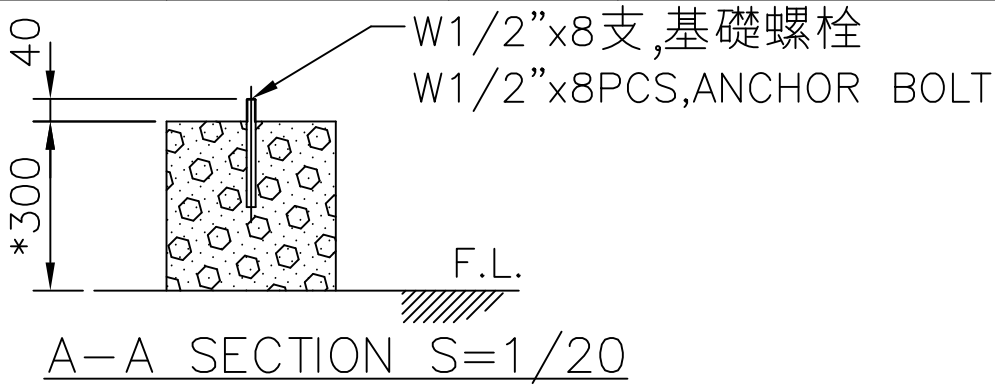 40
W1/2"x8支,基礎螺栓
W1/2"x8PCS,ANCHOR BOLT
*300
F.L.
A-A SECTION S=1/20